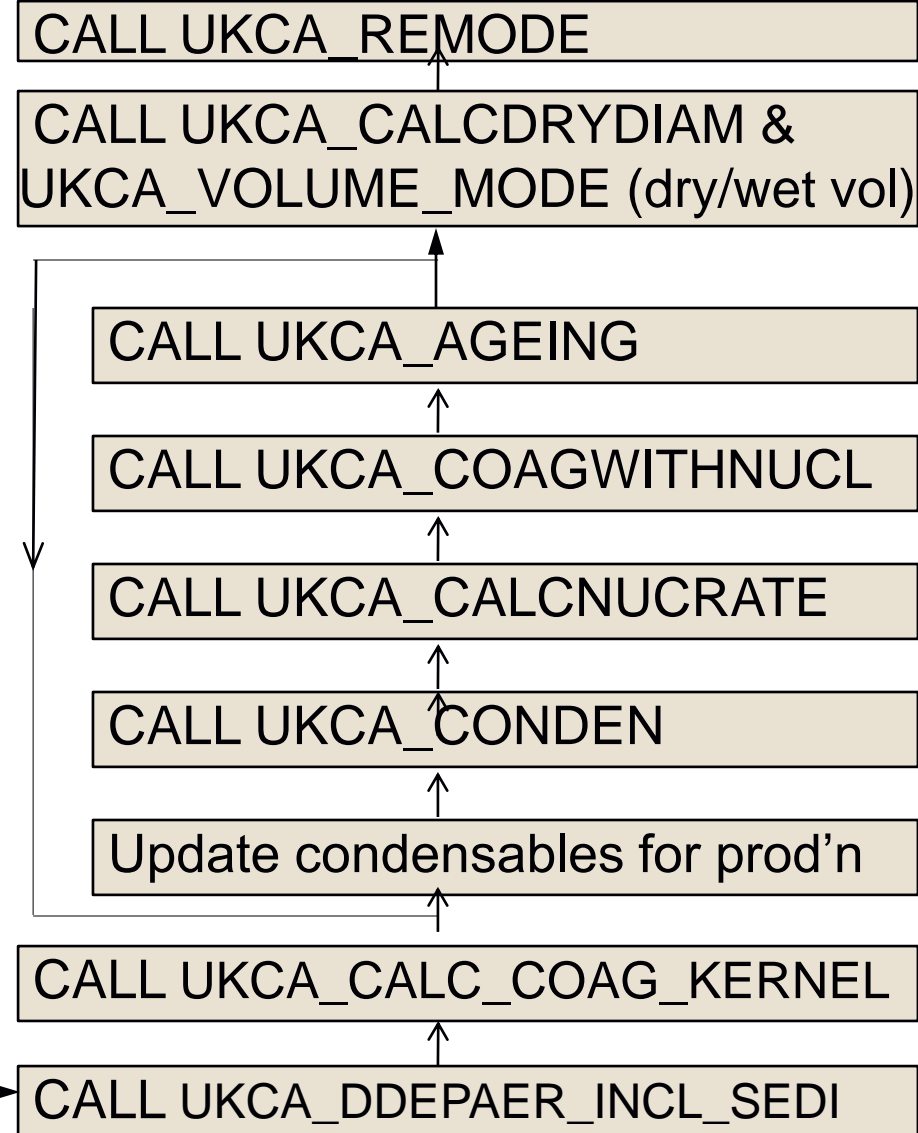 CALL UKCA_REMODE
CALL UKCA_CALCDRYDIAM &
UKCA_VOLUME_MODE (dry/wet vol)
CALL UKCA_AGEING
CALL UKCA_COAGWITHNUCL
CALL UKCA_CALCNUCRATE
CALL UKCA_CONDEN
Update condensables for prod’n
CALL UKCA_CALC_COAG_KERNEL
CALL UKCA_DDEPAER_INCL_SEDI